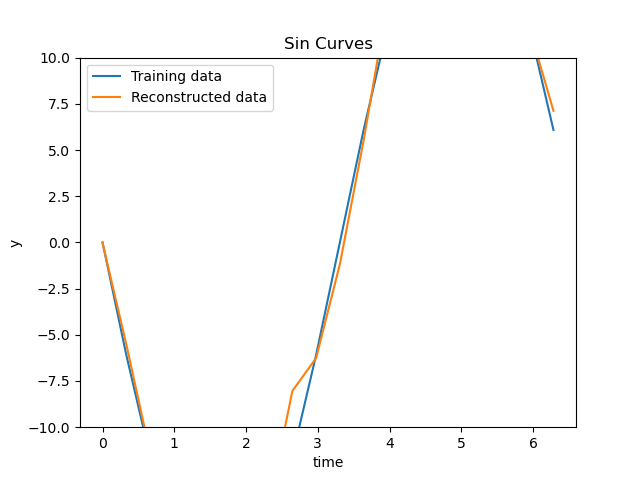 Sin Curves
Training data
Reconstructed data
10.0
7.5
5.0
2.5
0.0
−2.5
−5.0
−7.5
−10.0
y
0 1 2 3 4 5 6
time